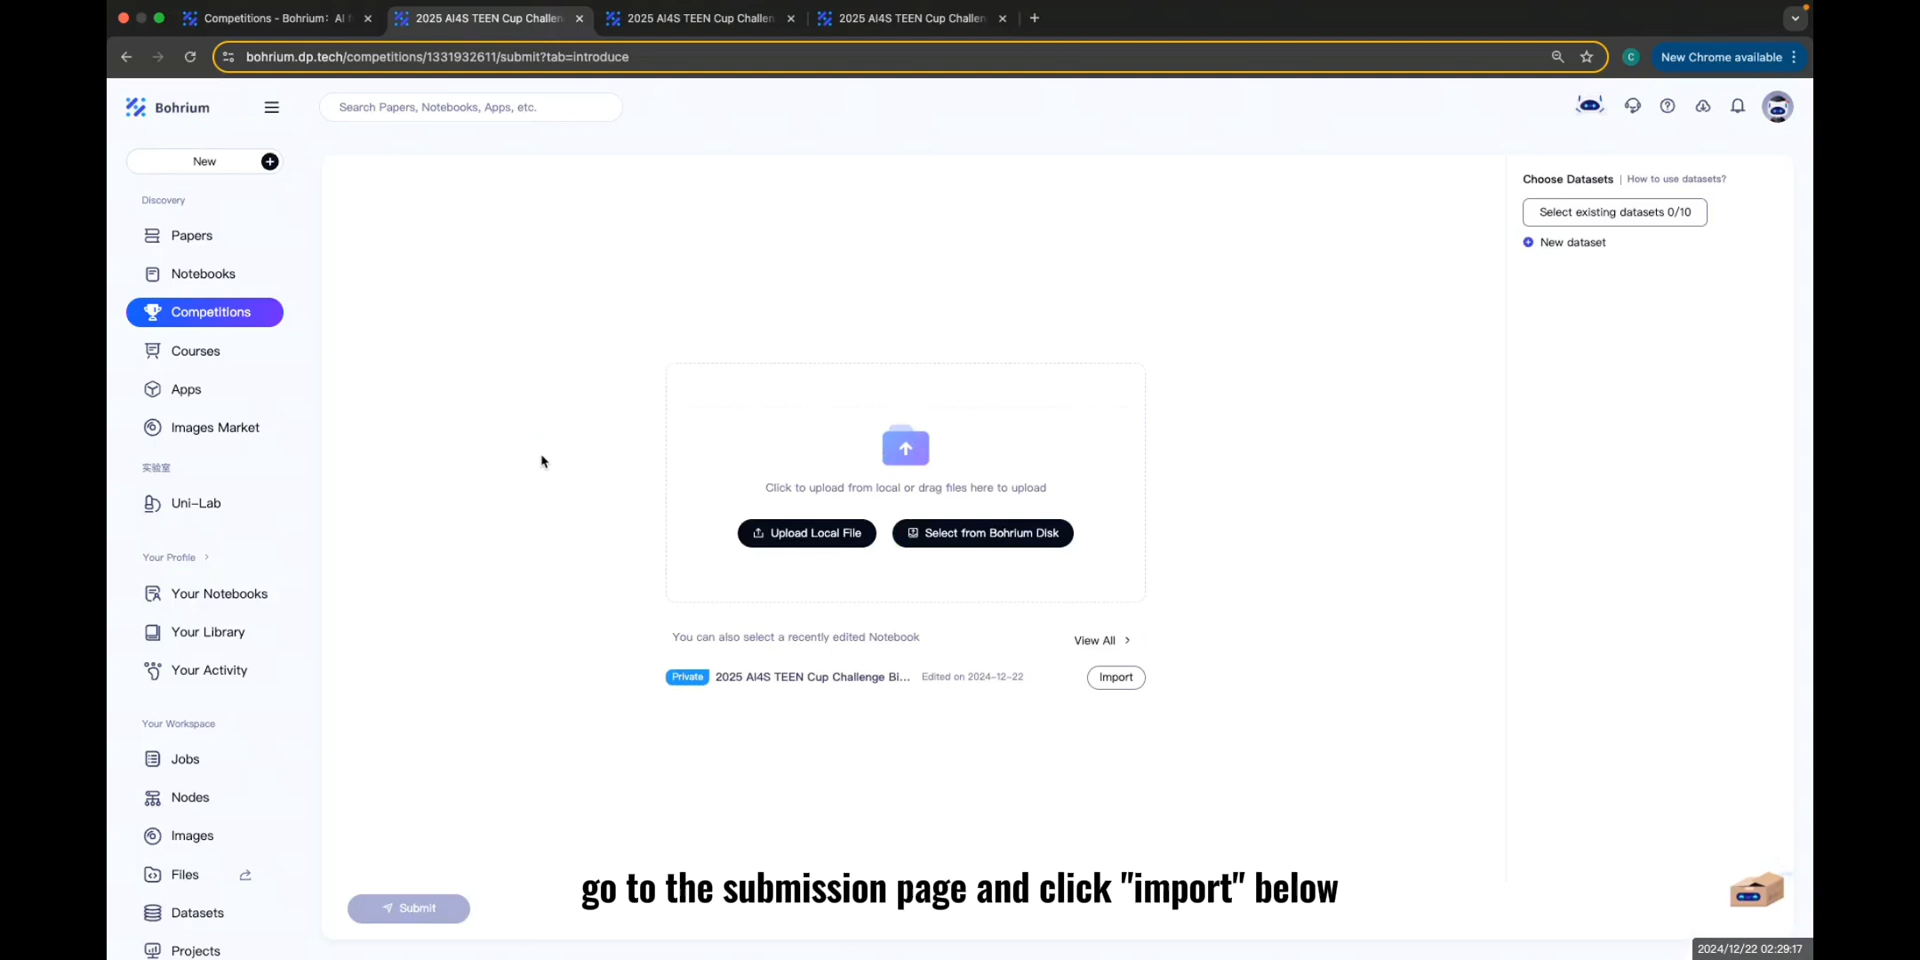 Competitions - Bohrium: AI f
2025 AI4S TEEN Cup Challen
2025 AI4S TEEN Cup Challen
2025 AI4S TEEN Cup Challen
bohrium.dp.tech/competitions/1331932611/submit?tab=introduce
C
New Chrome available
Bohrium
Search Papers, Notebooks, Apps, etc.
New
Discovery
Papers
Notebooks
Competitions
Courses
Apps
Images Market
实验室
Uni-Lab
Your Profile
Your Notebooks
Your Library
Your Activity
Your Workspace
Jobs
Nodes
Images
Files
Datasets
Projects
Click to upload from local or drag files here to upload
Upload Local File
Select from Bohrium Disk
You can also select a recently edited Notebook
View All
Private 2025 AI4S TEEN Cup Challenge Bi... Edited on 2024-12-22
Import
Choose Datasets | How to use datasets?
Select existing datasets 0/10
New dataset
Submit
go to the submission page and click "import" below
2024/12/22 02:29:17